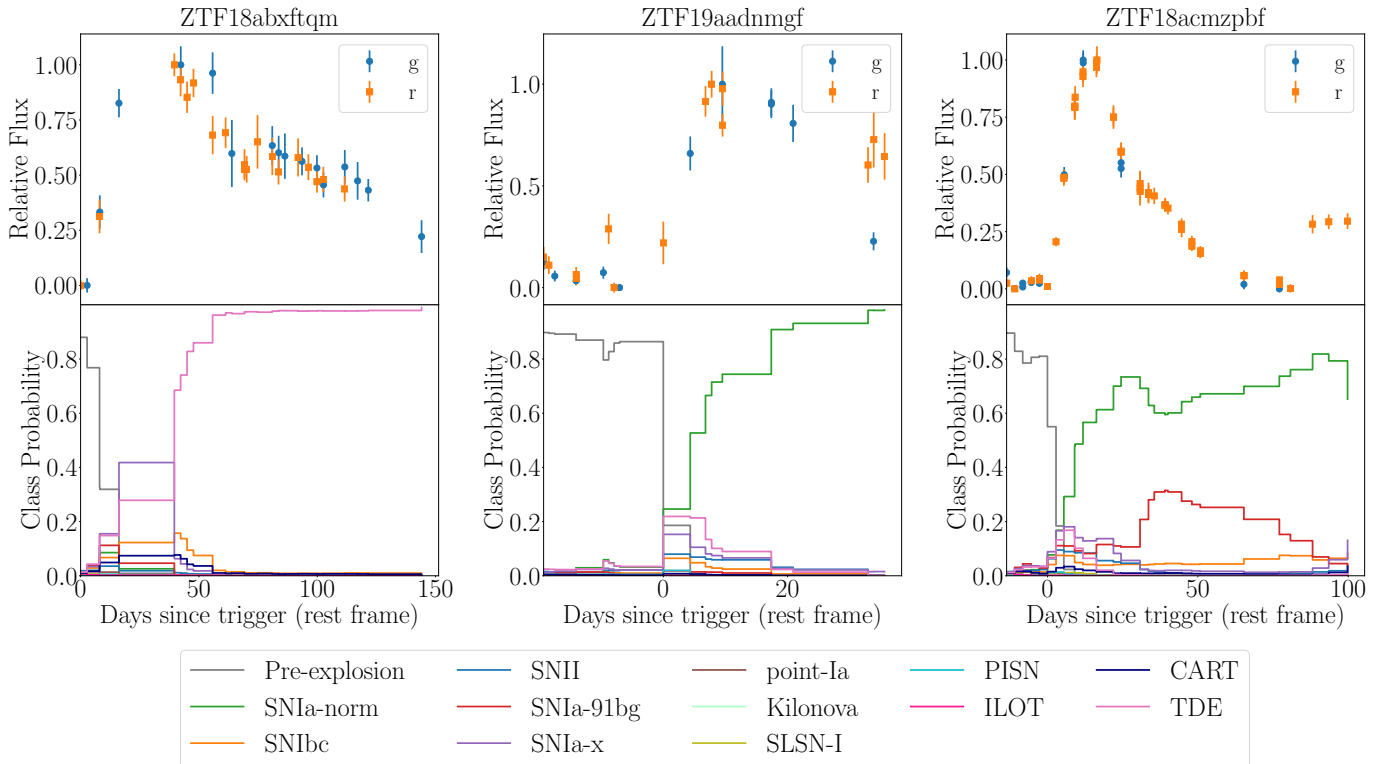 ZTF18abxftqm
ZTF19aadnmgf
ZTF18acmzpbf
Relative Flux
1.00
0.75
0.50
0.25
0.00
g
r
Relative Flux
1.0
0.5
0.0
g
r
Relative Flux
1.00
0.75
0.50
0.25
0.00
g
r
Class Probability
0.8
0.6
0.4
0.2
0.0
0 50 100 150
Days since trigger (rest frame)
Class Probability
0.8
0.6
0.4
0.2
0.0
0 20
Days since trigger (rest frame)
Class Probability
0.8
0.6
0.4
0.2
0.0
0 50 100
Days since trigger (rest frame)
Pre-explosion SNII point-Ia PISN CART
SNIa-norm SNIa-91bg Kilonova ILOT TDE
SNIbc SNIa-x SLSN-I